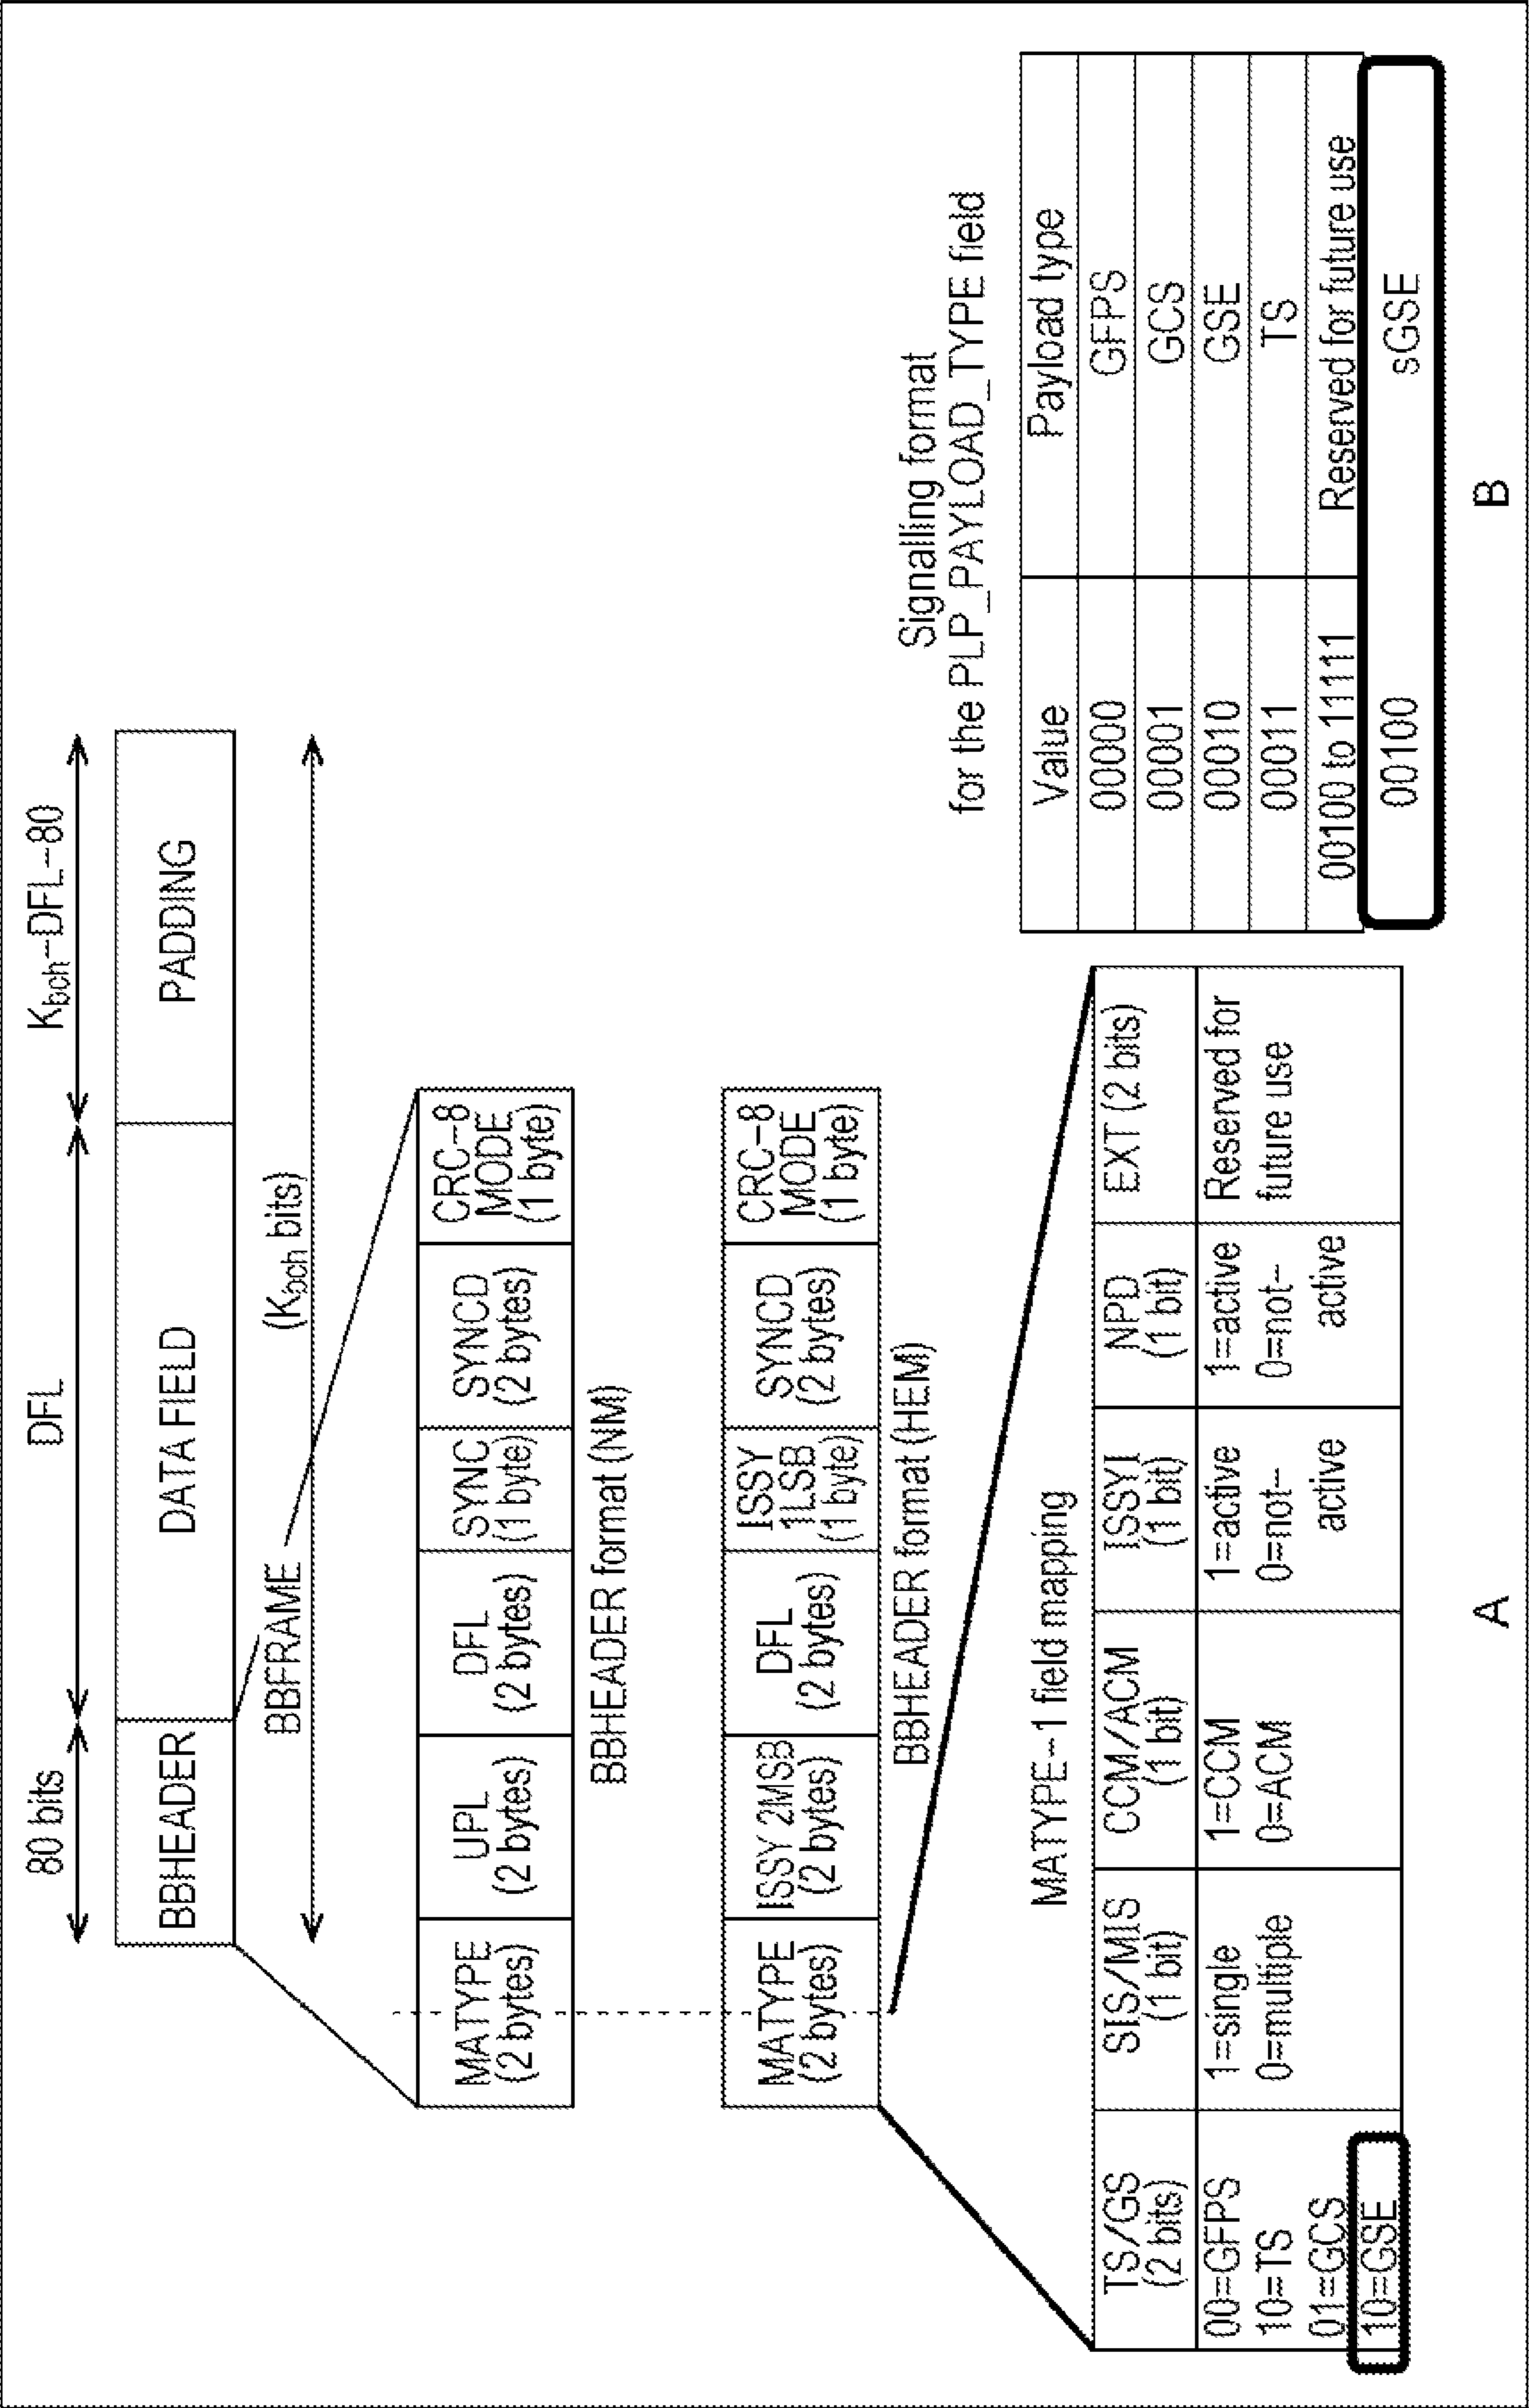 80 bits
DFL
Kbch-DFL-80
BBHEADER
DATA FIELD
PADDING
BBFRAME
(Kbch bits)
MATYPE
(2 bytes)
UPL
(2 bytes)
DFL
(2 bytes)
SYNC
(1 byte)
SYNCD
(2 bytes)
CRC-8
MODE
(1 byte)
BBHEADER format (NM)
MATYPE
(2 bytes)
ISSY 2MSB
(2 bytes)
DFL
(2 bytes)
ISSY
1LSB
(1 byte)
SYNCD
(2 bytes)
CRC-8
MODE
(1 byte)
BBHEADER format (HEM)
MATYPE-1 field mapping
TS/GS
(2 bits)
SIS/MIS
(1 bit)
CCM/ACM
(1 bit)
ISSYI
(1 bit)
NPD
(1 bit)
EXT (2 bits)
00=GFPS
10=TS
01=GCS
10=GSE
1=single
0=multiple
1=CCM
0=ACM
1=active
0=not-
active
1=active
0=not-
active
Reserved for
future use
A
Signalling format
for the PLP_PAYLOAD_TYPE field
Value Payload type
00000 GFPS
00001 GCS
00010 GSE
00011 TS
00100 to 11111 Reserved for future use
00100 sGSE
B